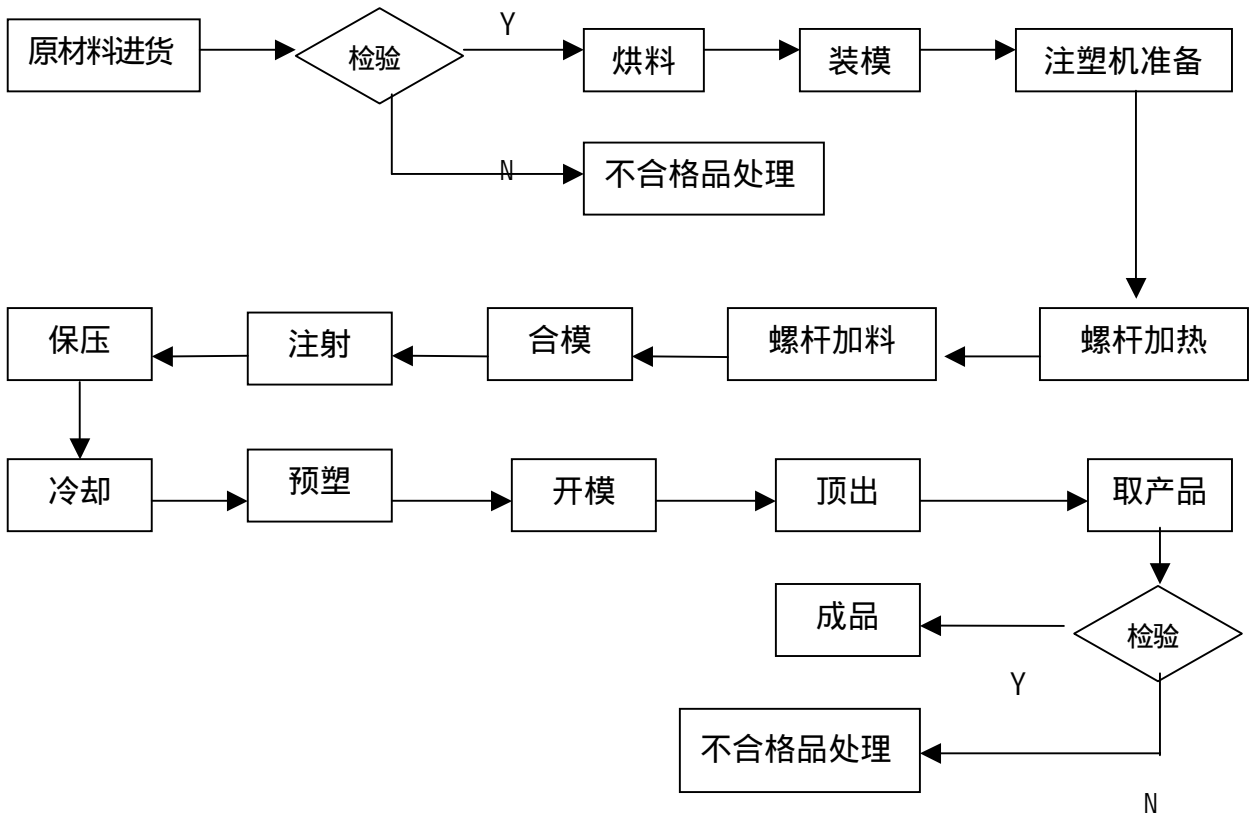 原材料进货
检验
Y
烘料
装模
注塑机准备
N
不合格品处理
保压
注射
合模
螺杆加料
螺杆加热
冷却
预塑
开模
顶出
取产品
成品
检验
Y
不合格品处理
N